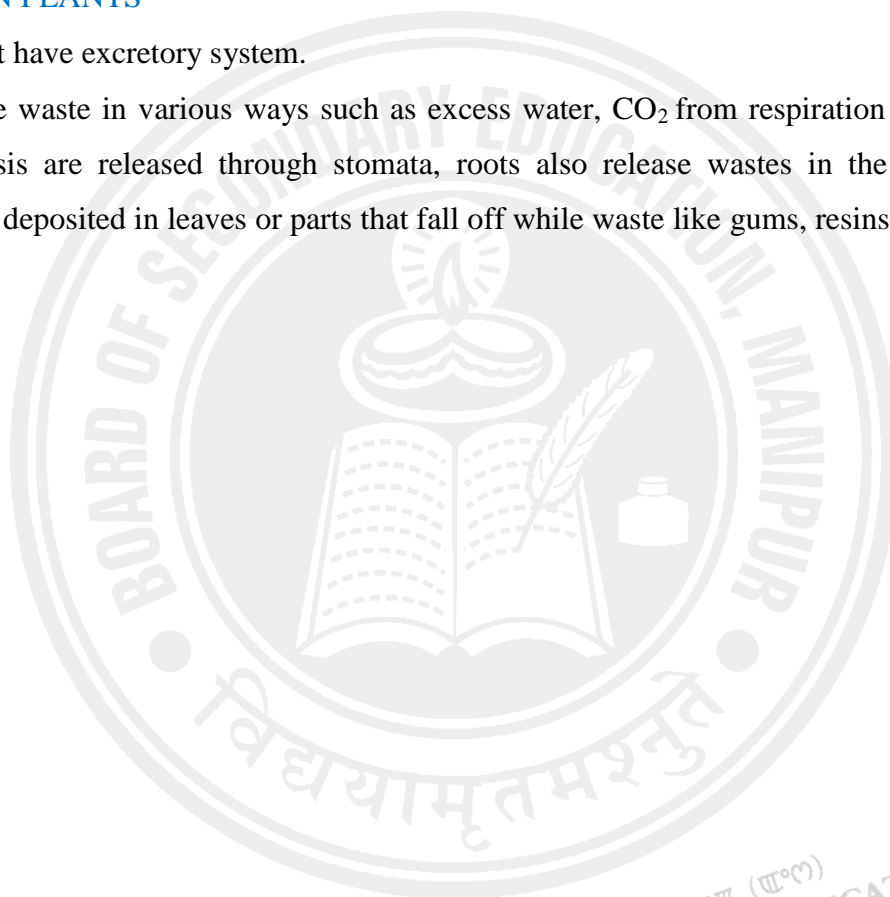 N PLANTS
t have excretory system.
e waste in various ways such as excess water, CO₂ from respiration
sis are released through stomata, roots also release wastes in the
deposited in leaves or parts that fall off while waste like gums, resins
BOARD OF SECONDARY EDUCATION, MANIPUR
विद्ययामृतमश्नुते